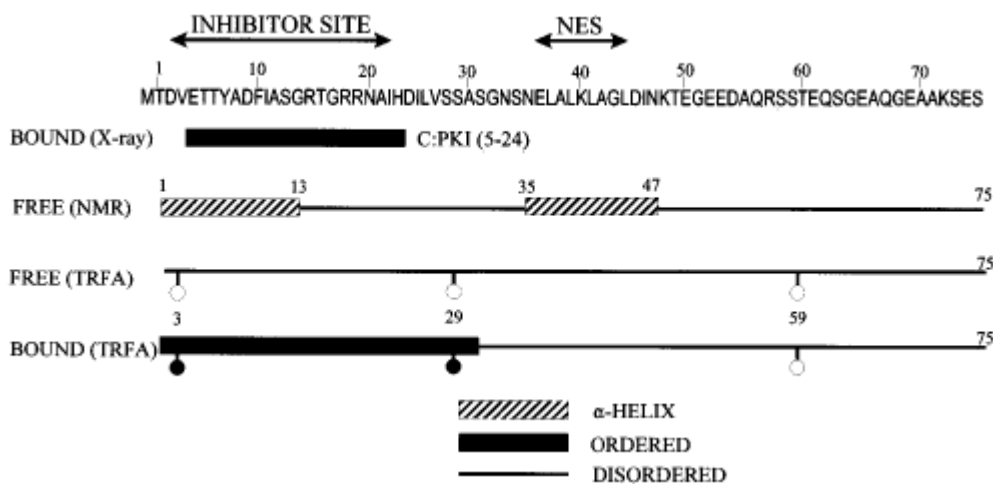 INHIBITOR SITE NES
1 10 20 30 40 50 60 70
MTDVETTYADFIASGRTGRRNAIHDILVSSASGNSNELALKLAGLDINKTEGEEDAQRSSTEQSGEAQGEAAKSES
BOUND (X-ray) C:PKI (5-24)
1 13 35 47 75
FREE (NMR)
FREE (TRFA) 75
3 29 59
BOUND (TRFA) 75
α-HELIX
ORDERED
DISORDERED